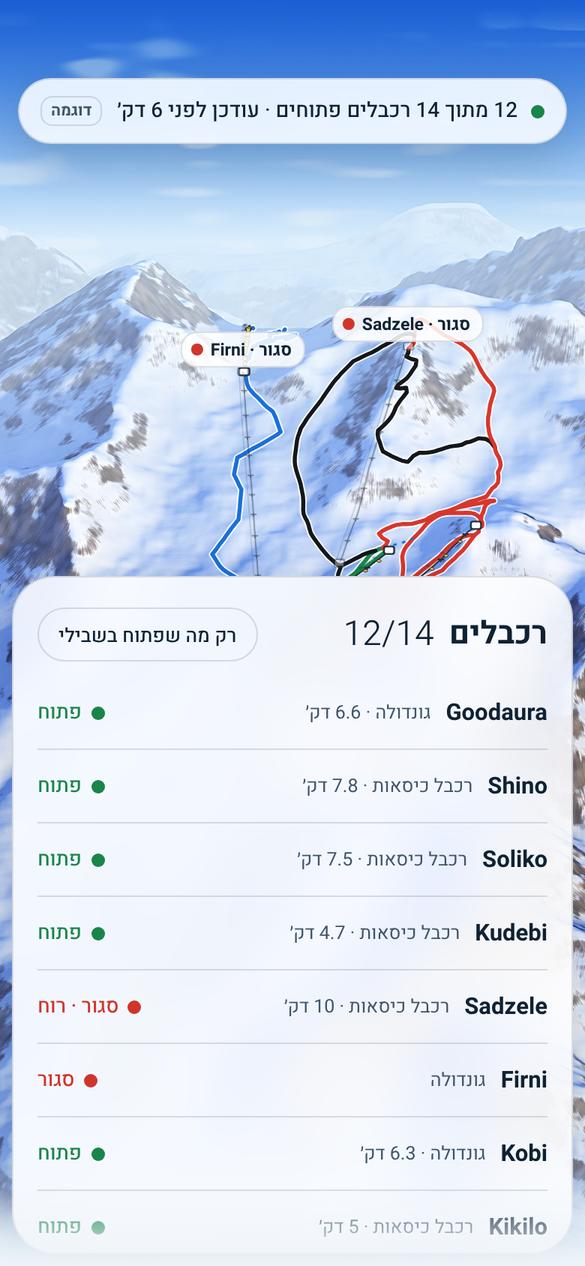 12 מתוך 14 רכבלים פתוחים · עודכן לפני 6 דק׳ דוגמה
Sadzele · סגור
Firni · סגור
רכבלים 12/14 רק מה שפתוח בשבילי
Goodaura גונדולה · 6.6 דק׳ פתוח
Shino רכבל כיסאות · 7.8 דק׳ פתוח
Soliko רכבל כיסאות · 7.5 דק׳ פתוח
Kudebi רכבל כיסאות · 4.7 דק׳ פתוח
Sadzele רכבל כיסאות · 10 דק׳ סגור · רוח
Firni גונדולה סגור
Kobi גונדולה · 6.3 דק׳ פתוח
Kikilo רכבל כיסאות · 5 דק׳ פתוח